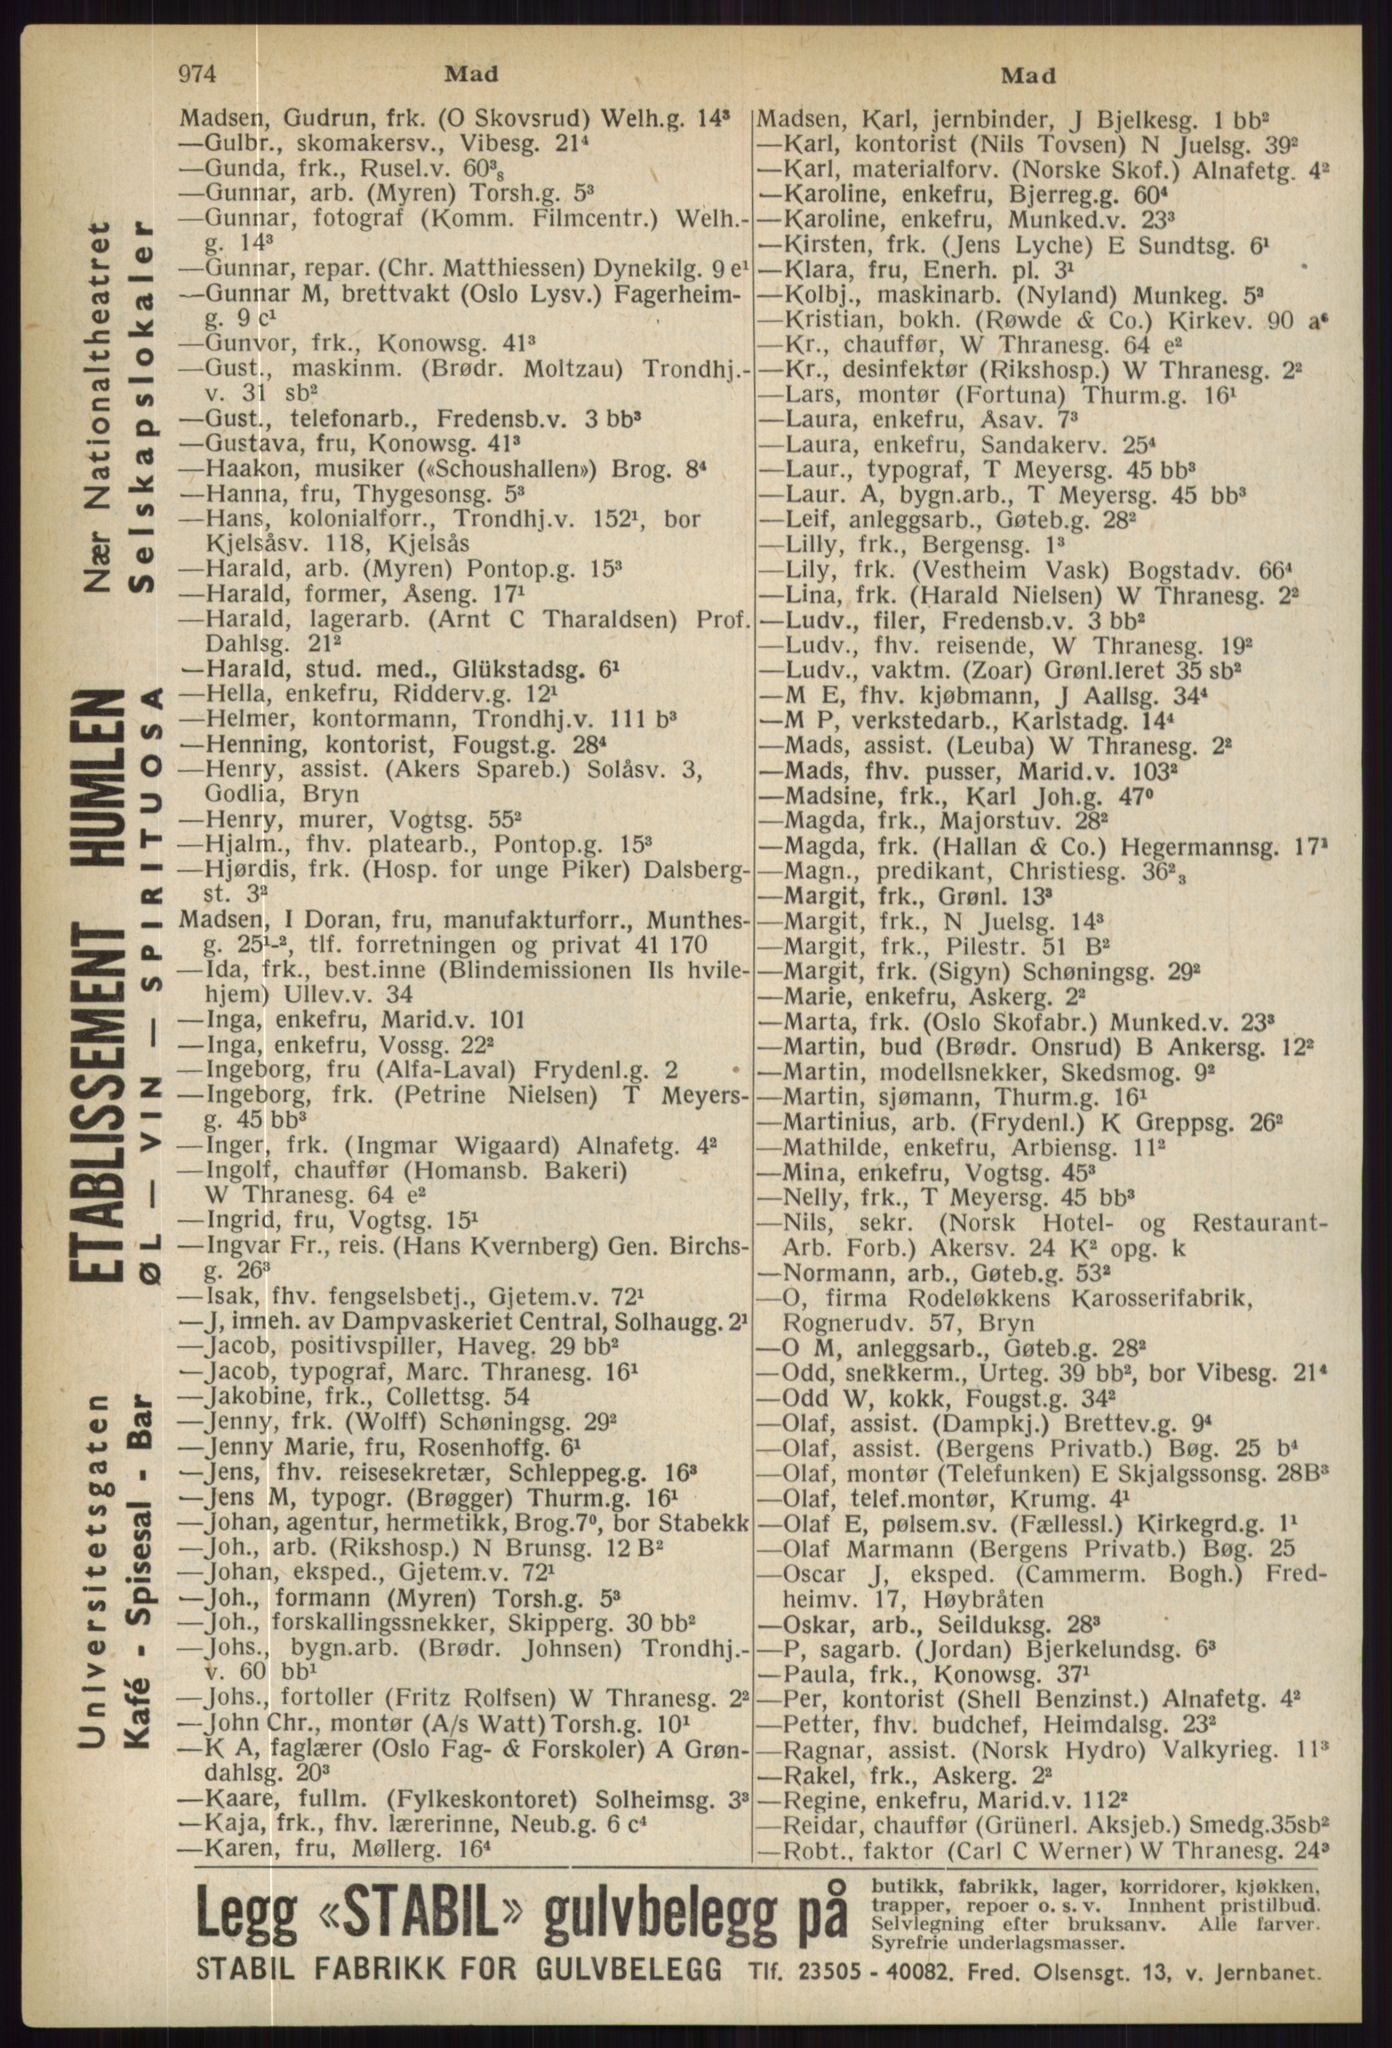 974 Mad Mad
Madsen, Gudrun, frk. (O Skovsrud) Welh.g. 14³
—Gulbr., skomakersv., Vibesg. 21⁴
—Gunda, frk., Rusel.v. 60³₈
—Gunnar, arb. (Myren) Torsh.g. 5³
—Gunnar, fotograf (Komm. Filmcentr.) Welh.-
g. 14³
—Gunnar, repar. (Chr. Matthiessen) Dynekilg. 9 e¹
—Gunnar M, brettvakt (Oslo Lysv.) Fagerheim-
g. 9 c¹
—Gunvor, frk., Konowsg. 41³
—Gust., maskinm. (Brødr. Moltzau) Trondhj.-
v. 31 sb²
—Gust., telefonarb., Fredensb.v. 3 bb³
—Gustava, fru, Konowsg. 41³
—Haakon, musiker («Schoushallen») Brog. 8⁴
—Hanna, fru, Thygesonsg. 5³
—Hans, kolonialforr., Trondhj.v. 152¹, bor
Kjelsåsv. 118, Kjelsås
—Harald, arb. (Myren) Pontop.g. 15³
—Harald, former, Åseng. 17¹
—Harald, lagerarb. (Arnt C Tharaldsen) Prof.
Dahlsg. 21²
—Harald, stud. med., Glükstadsg. 6¹
—Hella, enkefru, Ridderv.g. 12¹
—Helmer, kontormann, Trondhj.v. 111 b³
—Henning, kontorist, Fougst.g. 28⁴
—Henry, assist. (Akers Spareb.) Solåsv. 3,
Godlia, Bryn
—Henry, murer, Vogtsg. 55²
—Hjalm., fhv. platearb., Pontop.g. 15³
—Hjørdis, frk. (Hosp. for unge Piker) Dalsberg-
st. 3²
Madsen, I Doran, fru, manufakturforr., Munthes-
g. 25¹-², tlf. forretningen og privat 41 170
—Ida, frk., best.inne (Blindemissionen Ils hvile-
hjem) Ullev.v. 34
—Inga, enkefru, Marid.v. 101
—Inga, enkefru, Vossg. 22²
—Ingeborg, fru (Alfa-Laval) Frydenl.g. 2
—Ingeborg, frk. (Petrine Nielsen) T Meyers-
g. 45 bb³
—Inger, frk. (Ingmar Wigaard) Alnafetg. 4²
—Ingolf, chauffør (Homansb. Bakeri)
W Thranesg. 64 e²
—Ingrid, fru, Vogtsg. 15¹
—Ingvar Fr., reis. (Hans Kvernberg) Gen. Birchs-
g. 26³
—Isak, fhv. fengselsbetj., Gjetem.v. 72¹
—J, inneh. av Dampvaskeriet Central, Solhaugg. 2¹
—Jacob, positivspiller, Haveg. 29 bb²
—Jacob, typograf, Marc. Thranesg. 16¹
—Jakobine, frk., Collettsg. 54
—Jenny, frk. (Wolff) Schøningsg. 29²
—Jenny Marie, fru, Rosenhoffg. 6¹
—Jens, fhv. reisesekretær, Schleppeg.g. 16³
—Jens M, typogr. (Brøgger) Thurm.g. 16¹
—Johan, agentur, hermetikk, Brog.7⁰, bor Stabekk
—Joh., arb. (Rikshosp.) N Brunsg. 12 B²
—Johan, eksped., Gjetem.v. 72¹
—Joh., formann (Myren) Torsh.g. 5³
—Joh., forskallingssnekker, Skipperg. 30 bb²
—Johs., bygn.arb. (Brødr. Johnsen) Trondhj.-
v. 60 bb¹
—Johs., fortoller (Fritz Rolfsen) W Thranesg. 2²
—John Chr., montør (A/s Watt) Torsh.g. 10¹
—K A, faglærer (Oslo Fag- & Forskoler) A Grøn-
dahlsg. 20³
—Kaare, fullm. (Fylkeskontoret) Solheimsg. 3³
—Kaja, frk., fhv. lærerinne, Neub.g. 6 c⁴
—Karen, fru, Møllerg. 16⁴
Madsen, Karl, jernbinder, J Bjelkesg. 1 bb²
—Karl, kontorist (Nils Tovsen) N Juelsg. 39²
—Karl, materialforv. (Norske Skof.) Alnafetg. 4²
—Karoline, enkefru, Bjerreg.g. 60⁴
—Karoline, enkefru, Munked.v. 23³
—Kirsten, frk. (Jens Lyche) E Sundtsg. 6¹
—Klara, fru, Enerh. pl. 3¹
—Kolbj., maskinarb. (Nyland) Munkeg. 5³
—Kristian, bokh. (Røwde & Co.) Kirkev. 90 a⁶
—Kr., chauffør, W Thranesg. 64 e²
—Kr., desinfektør (Rikshosp.) W Thranesg. 2²
—Lars, montør (Fortuna) Thurm.g. 16¹
—Laura, enkefru, Åsav. 7³
—Laura, enkefru, Sandakerv. 25⁴
—Laur., typograf, T Meyersg. 45 bb³
—Laur. A, bygn.arb., T Meyersg. 45 bb³
—Leif, anleggsarb., Gøteb.g. 28²
—Lilly, frk., Bergensg. 1³
—Lily, frk. (Vestheim Vask) Bogstadv. 66⁴
—Lina, frk. (Harald Nielsen) W Thranesg. 2²
—Ludv., filer, Fredensb.v. 3 bb²
—Ludv., fhv. reisende, W Thranesg. 19²
—Ludv., vaktm. (Zoar) Grønl.leret 35 sb²
—M E, fhv. kjøbmann, J Aallsg. 34⁴
—M P, verkstedarb., Karlstadg. 14⁴
—Mads, assist. (Leuba) W Thranesg. 2²
—Mads, fhv. pusser, Marid.v. 103²
—Madsine, frk., Karl Joh.g. 47⁰
—Magda, frk., Majorstuv. 28²
—Magda, frk. (Hallan & Co.) Hegermannsg. 17³
—Magn., predikant, Christiesg. 36²₃
—Margit, frk., Grønl. 13³
—Margit, frk., N Juelsg. 14³
—Margit, frk., Pilestr. 51 B²
—Margit, frk. (Sigyn) Schøningsg. 29²
—Marie, enkefru, Askerg. 2²
—Marta, frk. (Oslo Skofabr.) Munked.v. 23³
—Martin, bud (Brødr. Onsrud) B Ankersg. 12²
—Martin, modellsnekker, Skedsmog. 9²
—Martin, sjømann, Thurm.g. 16¹
—Martinius, arb. (Frydenl.) K Greppsg. 26²
—Mathilde, enkefru, Arbiensg. 11²
—Mina, enkefru, Vogtsg. 45³
—Nelly, frk., T Meyersg. 45 bb³
—Nils, sekr. (Norsk Hotel- og Restaurant-
Arb. Forb.) Akersv. 24 K² opg. k
—Normann, arb., Gøteb.g. 53²
—O, firma Rodeløkkens Karosserifabrik,
Rognerudv. 57, Bryn
—O M, anleggsarb., Gøteb.g. 28²
—Odd, snekkerm., Urteg. 39 bb², bor Vibesg. 21⁴
—Odd W, kokk, Fougst.g. 34²
—Olaf, assist. (Dampkj.) Brettev.g. 9⁴
—Olaf, assist. (Bergens Privatb.) Bøg. 25 b⁴
—Olaf, montør (Telefunken) E Skjalgssonsg. 28B³
—Olaf, telef.montør, Krumg. 4¹
—Olaf E, pølsem.sv. (Fællessl.) Kirkegrd.g. 1¹
—Olaf Marmann (Bergens Privatb.) Bøg. 25
—Oscar J, eksped. (Cammerm. Bogh.) Fred-
heimv. 17, Høybråten
—Oskar, arb., Seilduksg. 28³
—P, sagarb. (Jordan) Bjerkelundsg. 6³
—Paula, frk., Konowsg. 37¹
—Per, kontorist (Shell Benzinst.) Alnafetg. 4²
—Petter, fhv. budchef, Heimdalsg. 23²
—Ragnar, assist. (Norsk Hydro) Valkyrieg. 11³
—Rakel, frk., Askerg. 2²
—Regine, enkefru, Marid.v. 112²
—Reidar, chauffør (Grünerl. Aksjeb.) Smedg.35sb²
—Robt., faktor (Carl C Werner) W Thranesg. 24³
Nær Nationaltheatret
Selskapslokaler
ETABLISSEMENT HUMLEN
ØL — VIN — SPIRITUOSA
Universitetsgaten
Kafé - Spisesal - Bar
Legg «STABIL» gulvbelegg på
butikk, fabrikk, lager, korridorer, kjøkken,
trapper, repoer o. s. v. Innhent pristilbud.
Selvlegning efter bruksanv. Alle farver.
Syrefrie underlagsmasser.
STABIL FABRIKK FOR GULVBELEGG Tlf. 23505 - 40082. Fred. Olsensgt. 13, v. Jernbanet.